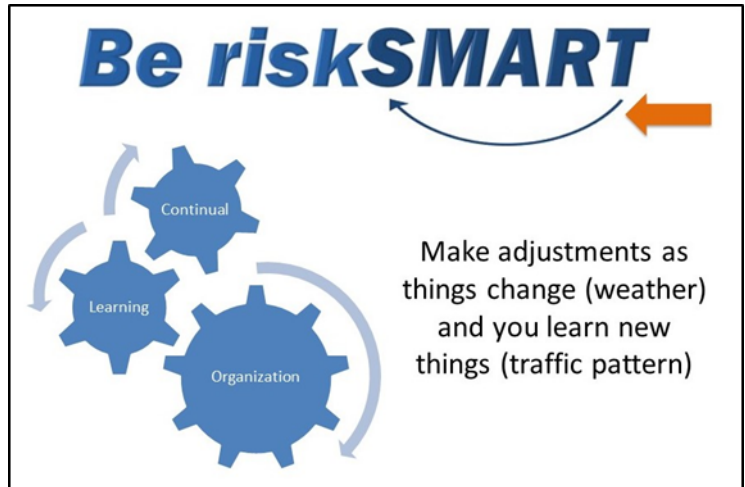 Be riskSMART
Continual
Learning
Organization
Make adjustments as
things change (weather)
and you learn new
things (traffic pattern)